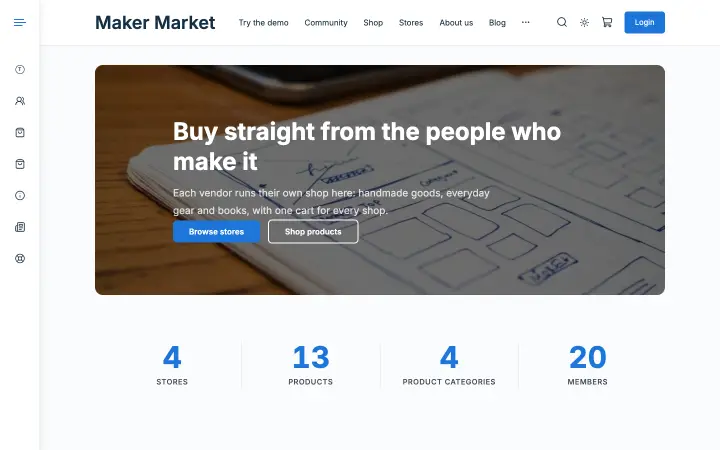 Maker Market
Try the demo Community Shop Stores About us Blog ··· Login
Buy straight from the people who
make it
Each vendor runs their own shop here: handmade goods, everyday
gear and books, with one cart for every shop.
Browse stores Shop products
4 13 4 20
STORES PRODUCTS PRODUCT CATEGORIES MEMBERS